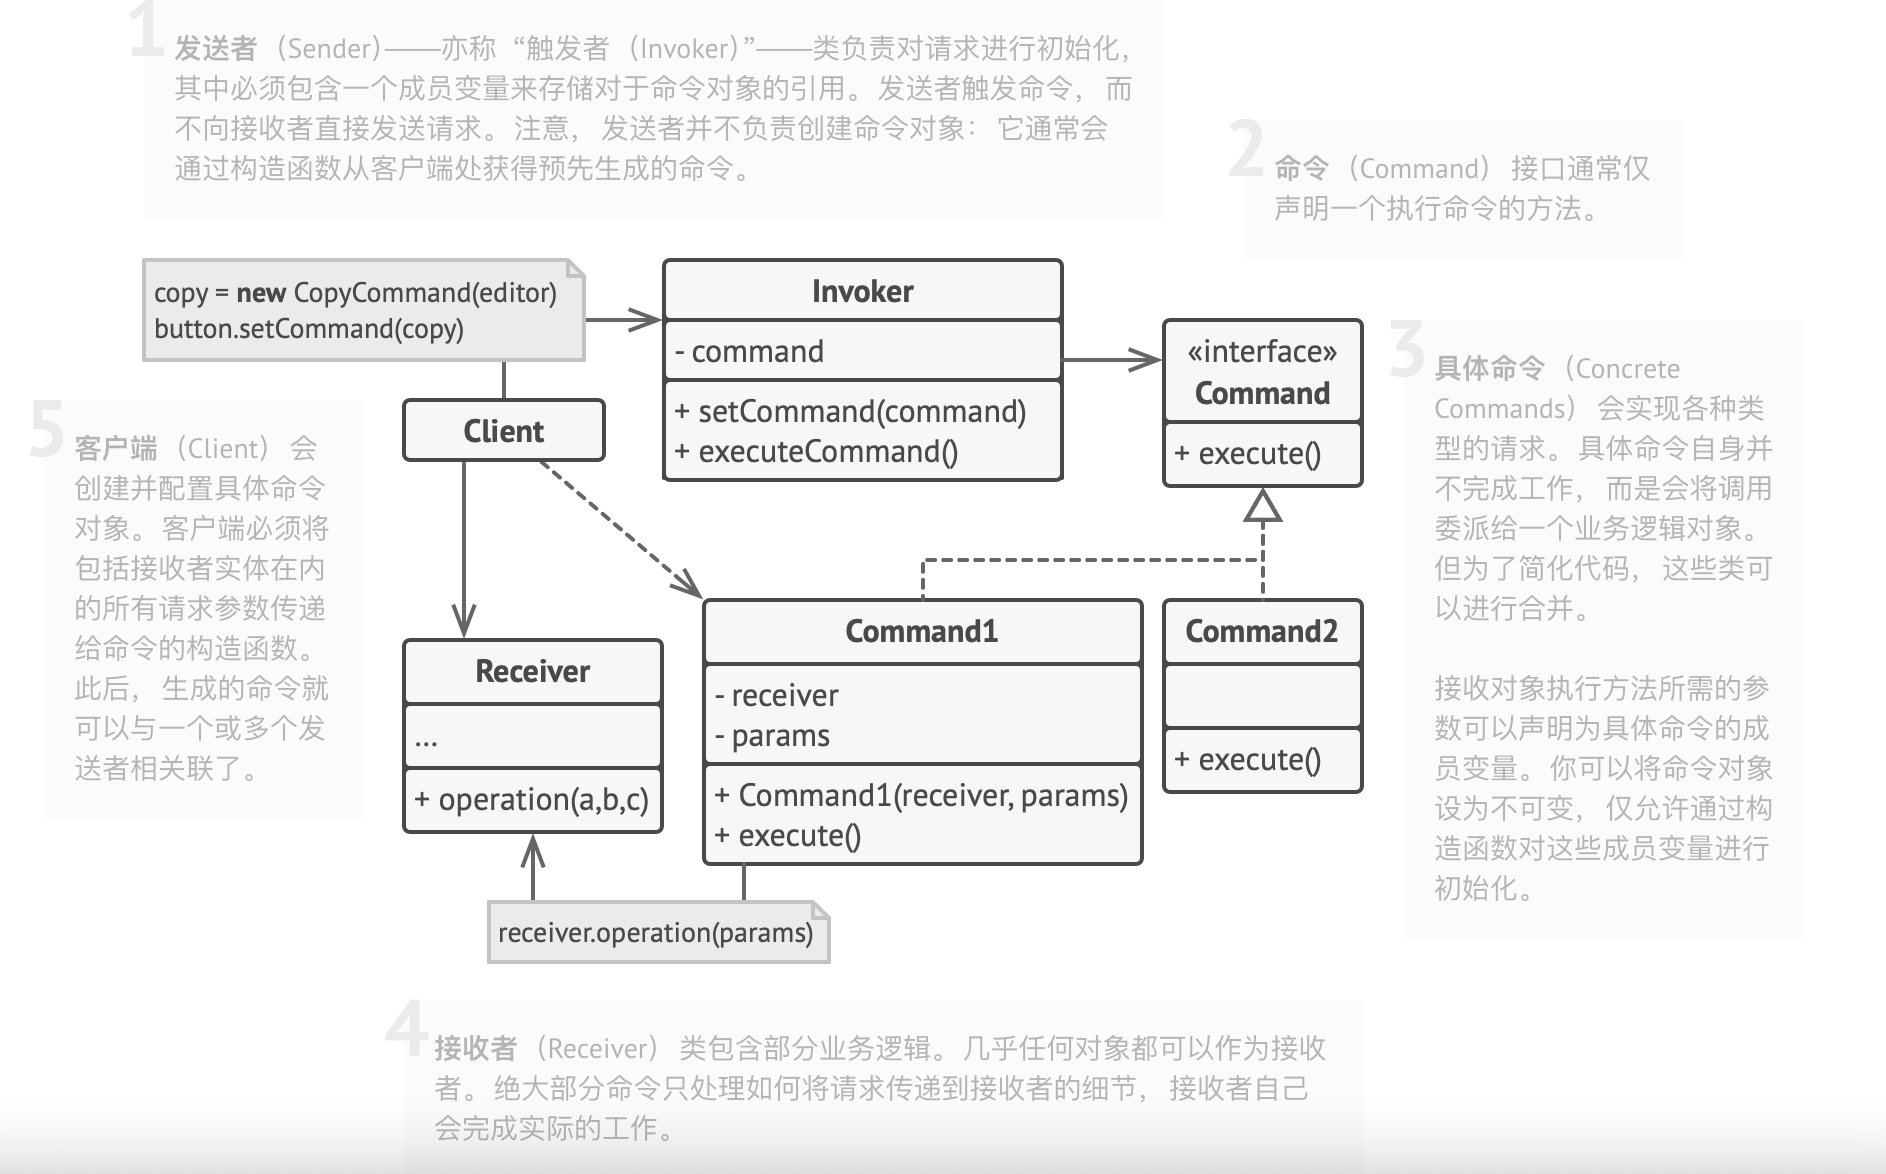 1
发送者（Sender）——亦称“触发者（Invoker）”——类负责对请求进行初始化，
其中必须包含一个成员变量来存储对于命令对象的引用。发送者触发命令，而
不向接收者直接发送请求。注意，发送者并不负责创建命令对象：它通常会
通过构造函数从客户端处获得预先生成的命令。
2
命令（Command）接口通常仅
声明一个执行命令的方法。
copy = new CopyCommand(editor)
button.setCommand(copy)
Invoker
- command
+ setCommand(command)
+ executeCommand()
«interface»
Command
+ execute()
3
具体命令（Concrete
Commands）会实现各种类
型的请求。具体命令自身并
不完成工作，而是会将调用
委派给一个业务逻辑对象。
但为了简化代码，这些类可
以进行合并。
接收对象执行方法所需的参
数可以声明为具体命令的成
员变量。你可以将命令对象
设为不可变，仅允许通过构
造函数对这些成员变量进行
初始化。
5
客户端（Client）会
创建并配置具体命令
对象。客户端必须将
包括接收者实体在内
的所有请求参数传递
给命令的构造函数。
此后，生成的命令就
可以与一个或多个发
送者相关联了。
Client
Receiver
...
+ operation(a,b,c)
Command1
- receiver
- params
+ Command1(receiver, params)
+ execute()
Command2
+ execute()
receiver.operation(params)
4
接收者（Receiver）类包含部分业务逻辑。几乎任何对象都可以作为接收
者。绝大部分命令只处理如何将请求传递到接收者的细节，接收者自己
会完成实际的工作。